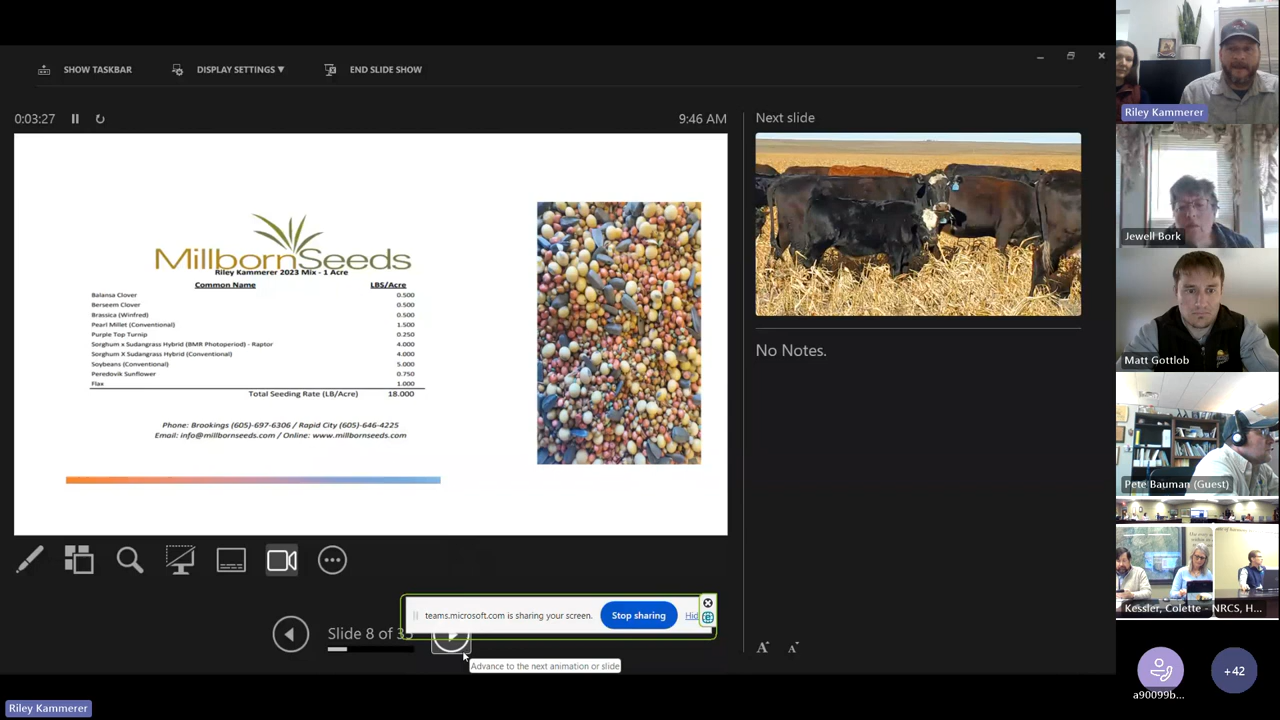 SHOW TASKBAR DISPLAY SETTINGS ▼ END SLIDE SHOW
0:03:27 9:46 AM
Next slide
MillbornSeeds
Riley Kammerer 2023 Mix - 1 Acre
Common Name LBS/Acre
Balansa Clover 0.500
Berseem Clover 0.500
Brassica (Winfred) 0.500
Pearl Millet (Conventional) 1.500
Purple Top Turnip 0.250
Sorghum x Sudangrass Hybrid (BMR Photoperiod) - Raptor 4.000
Sorghum X Sudangrass Hybrid (Conventional) 4.000
Soybeans (Conventional) 5.000
Peredovik Sunflower 0.750
Flax 1.000
Total Seeding Rate (LB/Acre) 18.000
Phone: Brookings (605)-697-6306 / Rapid City (605)-646-4225
Email: info@millbornseeds.com / Online: www.millbornseeds.com
No Notes.
teams.microsoft.com is sharing your screen. Stop sharing Hid
Slide 8 of 
Advance to the next animation or slide
Riley Kammerer
Riley Kammerer
Jewell Bork
Matt Gottlob
Pete Bauman (Guest)
Kessler, Colette - NRCS, H...
a90099b...
+42